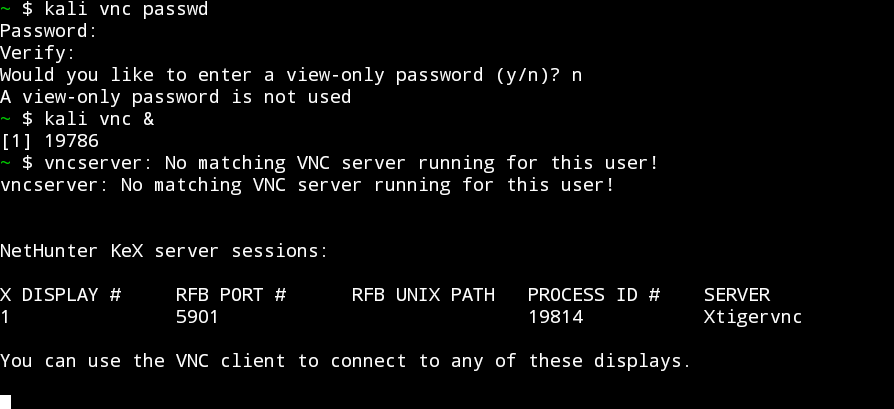 ~ $ kali vnc passwd
Password:
Verify:
Would you like to enter a view-only password (y/n)? n
A view-only password is not used
~ $ kali vnc &
[1] 19786
~ $ vncserver: No matching VNC server running for this user!
vncserver: No matching VNC server running for this user!
NetHunter KeX server sessions:
X DISPLAY # RFB PORT # RFB UNIX PATH PROCESS ID # SERVER
1 5901 19814 Xtigervnc
You can use the VNC client to connect to any of these displays.